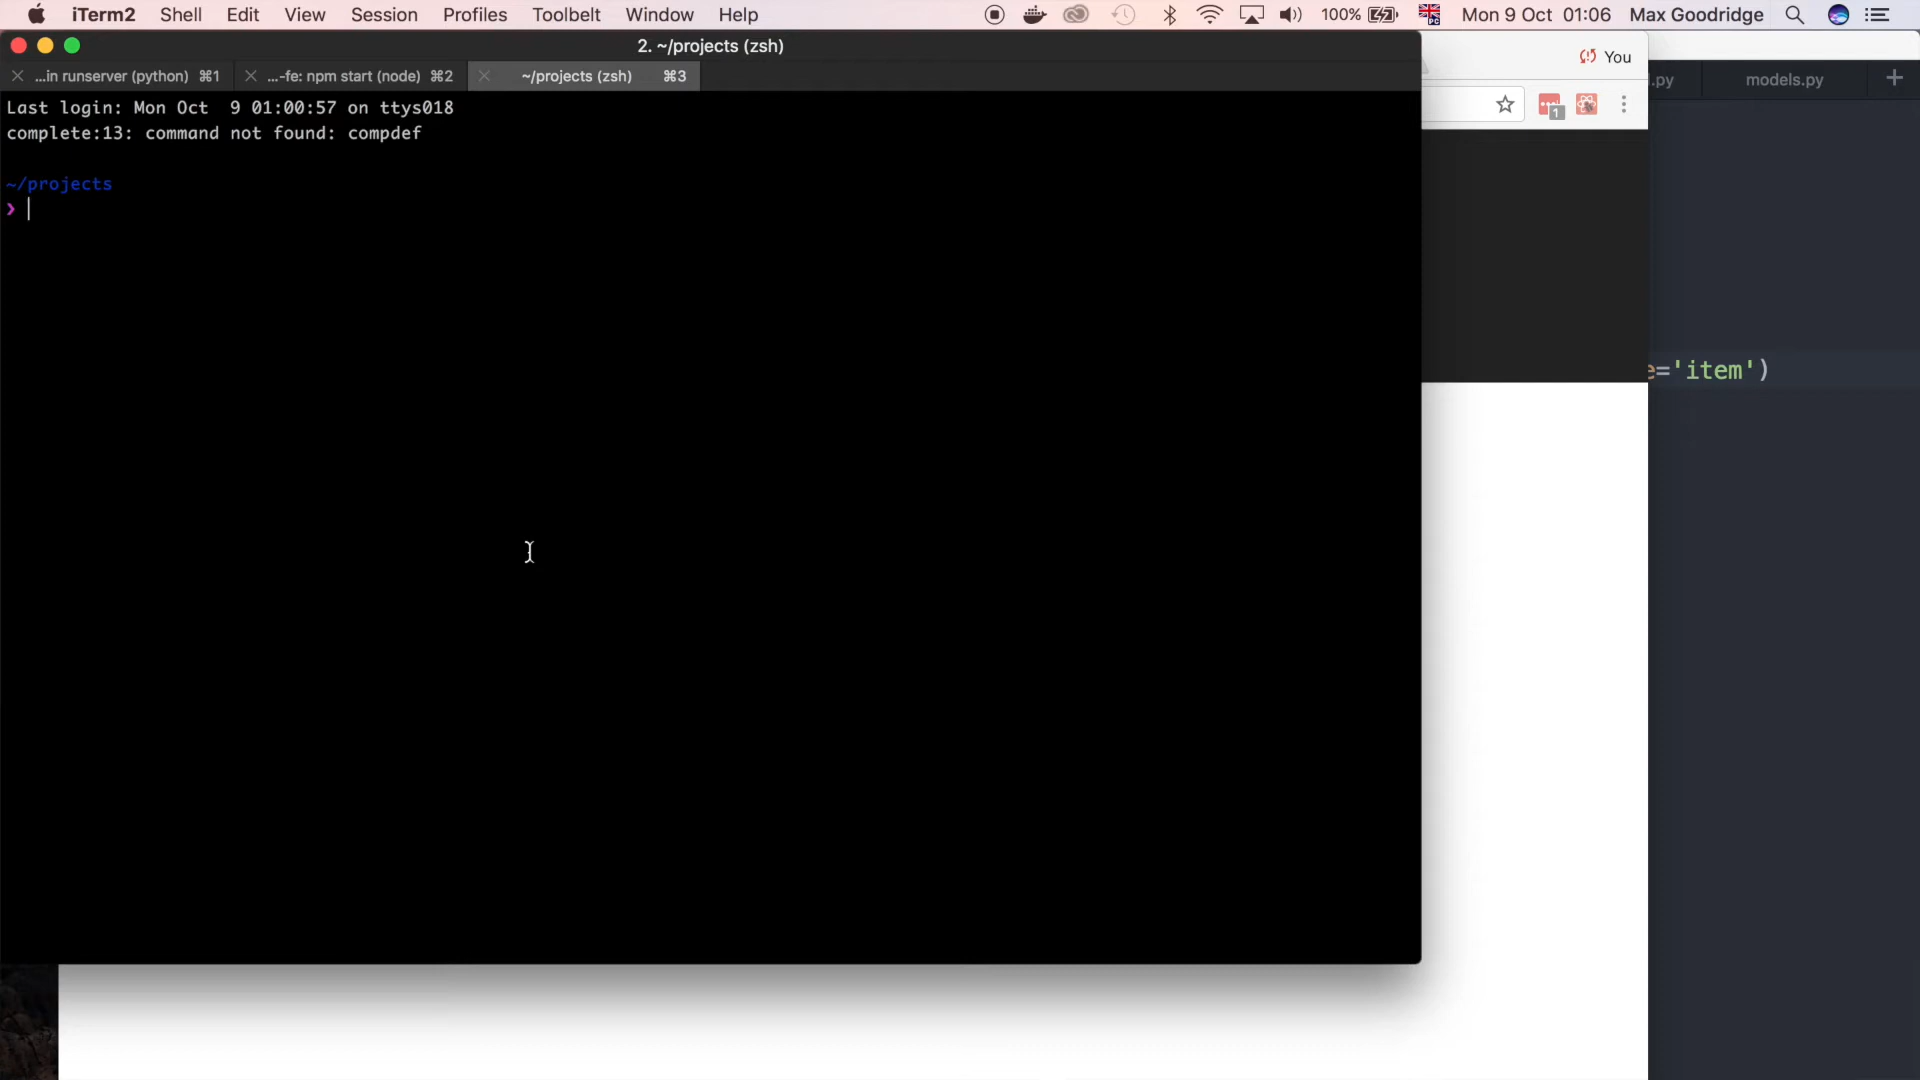 iTerm2 Shell Edit View Session Profiles Toolbelt Window Help 100% Mon 9 Oct 01:06 Max Goodridge
2. ~/projects (zsh)
You
...in runserver (python) ⌘1 ...-fe: npm start (node) ⌘2 ~/projects (zsh) ⌘3
.py models.py
1
Last login: Mon Oct  9 01:00:57 on ttys018
complete:13: command not found: compdef
~/projects
❯
e='item')